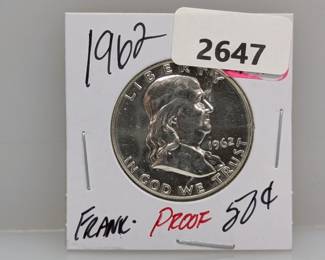 1962
2647
LIBERTY
1962
IN GOD WE TRUST
FRANK. PROOF 50¢